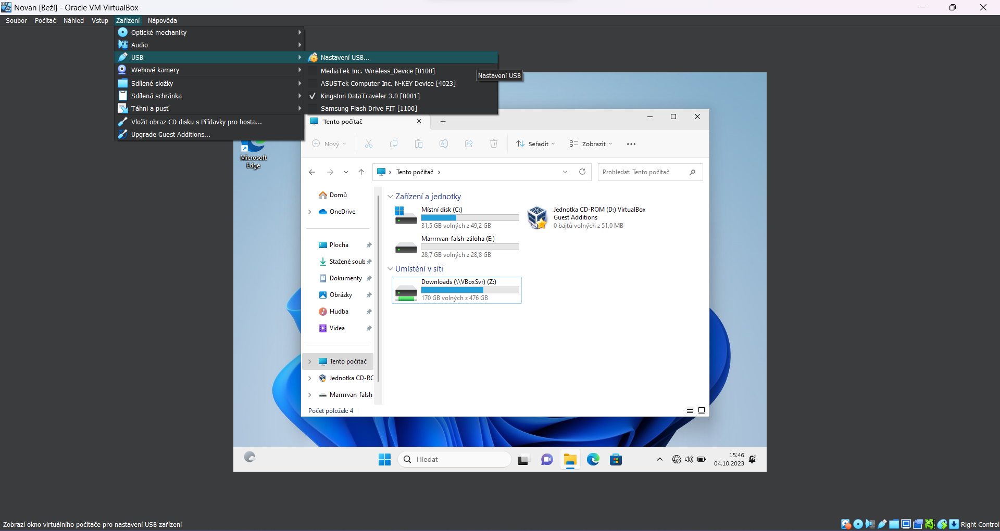 Novan [Beží] - Oracle VM VirtualBox
Soubor Počítač Náhled Vstup Zařízení Nápověda
Optické mechaniky
Audio
USB
Webové kamery
Sdílené složky
Sdílená schránka
Táhni a pusť
Vložit obraz CD disku s Přídavky pro hosta...
Upgrade Guest Additions...
Nastavení USB...
MediaTek Inc. Wireless_Device [0100]
ASUSTek Computer Inc. N-KEY Device [4023]
Kingston DataTraveler 3.0 [0001]
Samsung Flash Drive FIT [1100]
Nastavení USB
Microsoft
Edge
Tento počítač
Nový
Seřadit
Zobrazit
Tento počítač
Prohledat: Tento počítač
Domů
OneDrive
Plocha
Stažené soub
Dokumenty
Obrázky
Hudba
Videa
Tento počítač
Jednotka CD-RO
Marrrrvan-falsh-
Zařízení a jednotky
Místní disk (C:)
31,5 GB volných z 49,2 GB
Jednotka CD-ROM (D:) VirtualBox
Guest Additions
0 bajtů volných z 51,0 MB
Marrrrvan-falsh-záloha (E:)
28,7 GB volných z 28,8 GB
Umístění v síti
Downloads (\\VBoxSvr) (Z:)
170 GB volných z 476 GB
Počet položek: 4
Hledat
15:46
04.10.2023
Zobrazí okno virtuálního počítače pro nastavení USB zařízení
Right Control